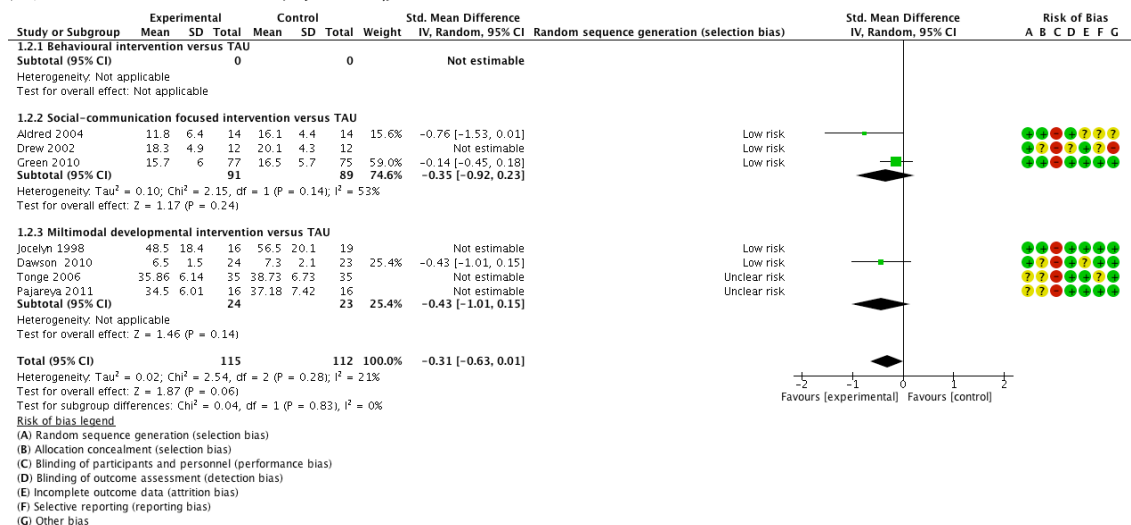 Experimental Control Std. Mean Difference Std. Mean Difference Risk of Bias
Study or Subgroup Mean SD Total Mean SD Total Weight IV, Random, 95% CI Random sequence generation (selection bias) IV, Random, 95% CI A B C D E F G
1.2.1 Behavioural intervention versus TAU
Subtotal (95% CI) 0 0 Not estimable
Heterogeneity: Not applicable
Test for overall effect: Not applicable
1.2.2 Social-communication focused intervention versus TAU
Aldred 2004 11.8 6.4 14 16.1 4.4 14 15.6% -0.76 [-1.53, 0.01] Low risk + + - + ? ? ?
Drew 2002 18.3 4.9 12 20.1 4.3 12 Not estimable Low risk + ? - ? + ? -
Green 2010 15.7 6 77 16.5 5.7 75 59.0% -0.14 [-0.45, 0.18] Low risk + + - + + + +
Subtotal (95% CI) 91 89 74.6% -0.35 [-0.92, 0.23]
Heterogeneity: Tau² = 0.10; Chi² = 2.15, df = 1 (P = 0.14); I² = 53%
Test for overall effect: Z = 1.17 (P = 0.24)
1.2.3 Miltimodal developmental intervention versus TAU
Jocelyn 1998 48.5 18.4 16 56.5 20.1 19 Not estimable Low risk + + - + + + +
Dawson 2010 6.5 1.5 24 7.3 2.1 23 25.4% -0.43 [-1.01, 0.15] Low risk + ? - + ? + +
Tonge 2006 35.86 6.14 35 38.73 6.73 35 Not estimable Unclear risk ? ? - + + ? +
Pajareya 2011 34.5 6.01 16 37.18 7.42 16 Not estimable Unclear risk ? ? - + + + +
Subtotal (95% CI) 24 23 25.4% -0.43 [-1.01, 0.15]
Heterogeneity: Not applicable
Test for overall effect: Z = 1.46 (P = 0.14)
Total (95% CI) 115 112 100.0% -0.31 [-0.63, 0.01]
Heterogeneity: Tau² = 0.02; Chi² = 2.54, df = 2 (P = 0.28); I² = 21%
Test for overall effect: Z = 1.87 (P = 0.06)
Test for subgroup differences: Chi² = 0.04, df = 1 (P = 0.83), I² = 0%
-2 -1 0 1 2
Favours [experimental] Favours [control]
Risk of bias legend
(A) Random sequence generation (selection bias)
(B) Allocation concealment (selection bias)
(C) Blinding of participants and personnel (performance bias)
(D) Blinding of outcome assessment (detection bias)
(E) Incomplete outcome data (attrition bias)
(F) Selective reporting (reporting bias)
(G) Other bias